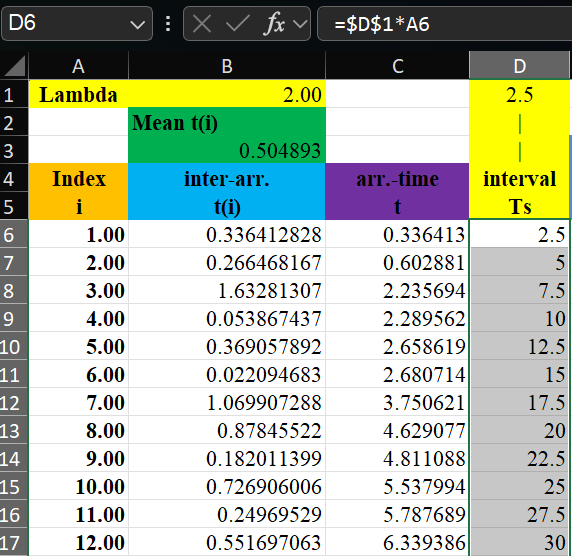 D6 fx =$D$1*A6
A B C D
1 Lambda 2.00 2.5
2 Mean t(i) |
3 0.504893 |
4 Index inter-arr. arr.-time interval
5 i t(i) t Ts
6 1.00 0.336412828 0.336413 2.5
7 2.00 0.266468167 0.602881 5
8 3.00 1.63281307 2.235694 7.5
9 4.00 0.053867437 2.289562 10
10 5.00 0.369057892 2.658619 12.5
11 6.00 0.022094683 2.680714 15
12 7.00 1.069907288 3.750621 17.5
13 8.00 0.87845522 4.629077 20
14 9.00 0.182011399 4.811088 22.5
15 10.00 0.726906006 5.537994 25
16 11.00 0.24969529 5.787689 27.5
17 12.00 0.551697063 6.339386 30